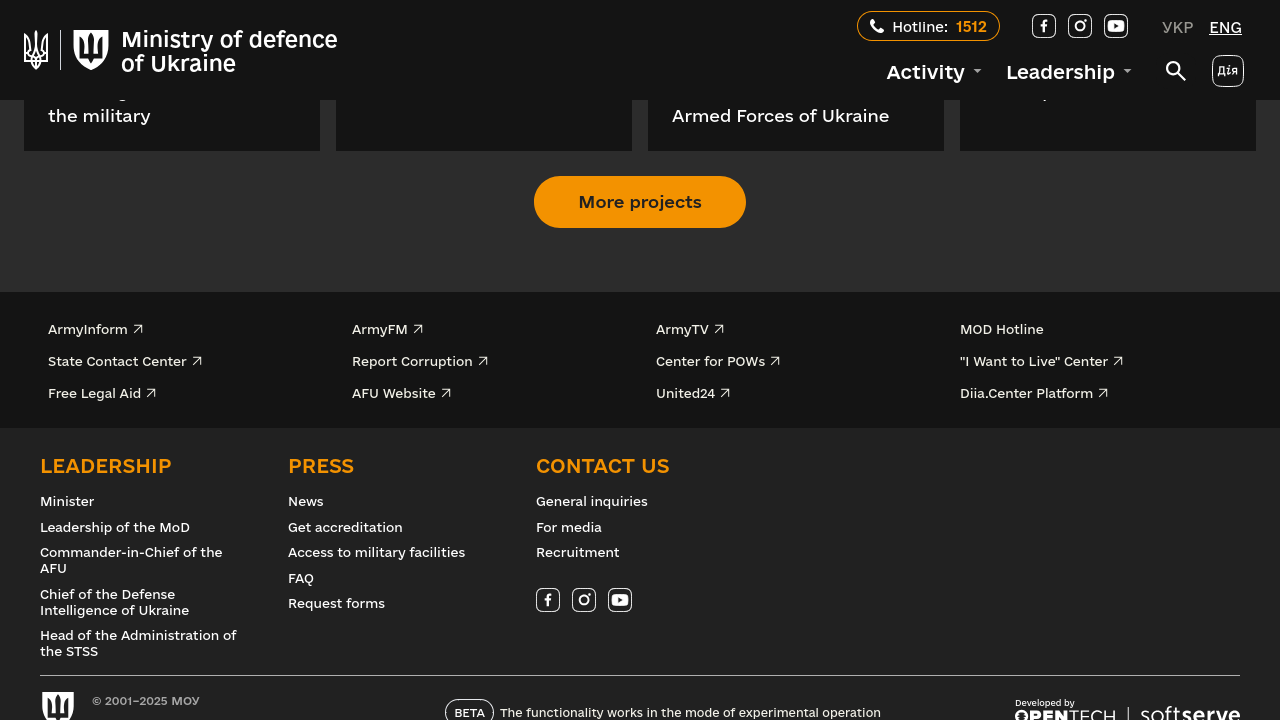 Ministry of defence
of Ukraine
Hotline: 1512
УКР ENG
Activity
Leadership
Дія
the military
Armed Forces of Ukraine
More projects
ArmyInform
ArmyFM
ArmyTV
MOD Hotline
State Contact Center
Report Corruption
Center for POWs
"I Want to Live" Center
Free Legal Aid
AFU Website
United24
Diia.Center Platform
LEADERSHIP
Minister
Leadership of the MoD
Commander-in-Chief of the
AFU
Chief of the Defense
Intelligence of Ukraine
Head of the Administration of
the STSS
PRESS
News
Get accreditation
Access to military facilities
FAQ
Request forms
CONTACT US
General inquiries
For media
Recruitment
© 2001–2025 МОУ
BETA The functionality works in the mode of experimental operation
Developed by
OPENTECH softserve